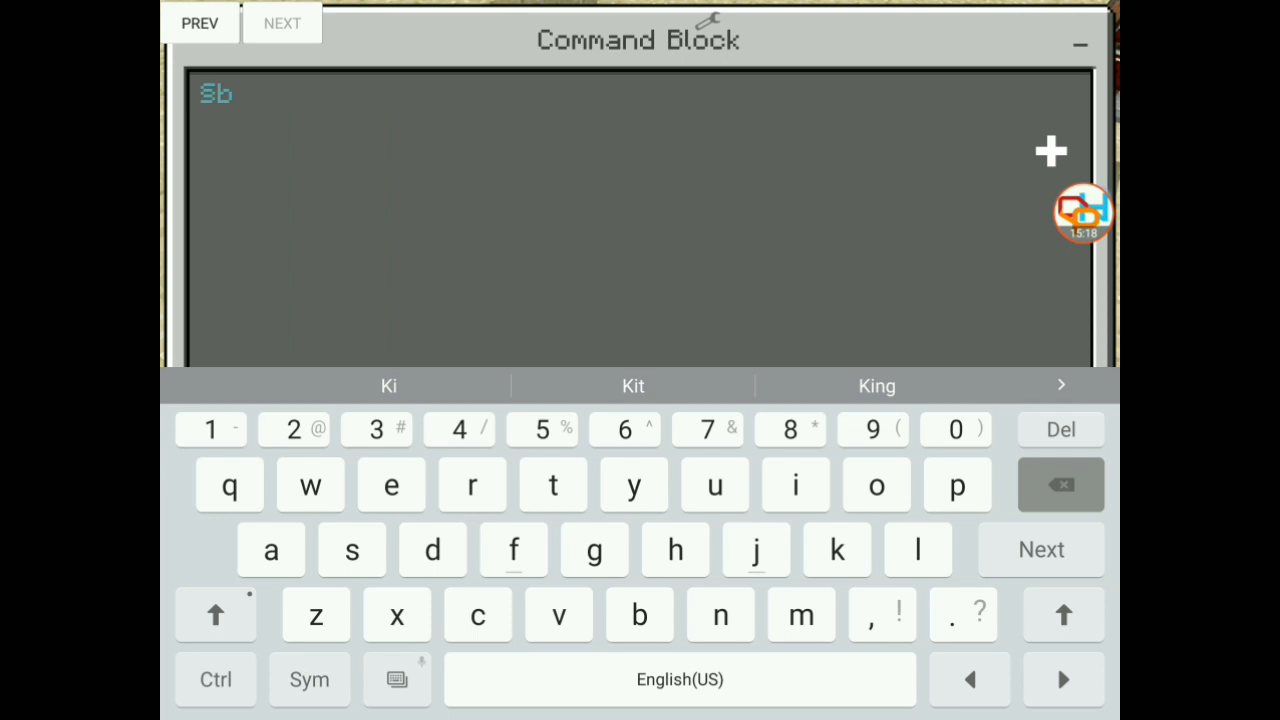 PREV
NEXT
Command Block
§b
15:18
Ki
Kit
King
1 - 2 @ 3 # 4 / 5 % 6 ^ 7 & 8 * 9 ( 0 ) Del
q w e r t y u i o p
a s d f g h j k l Next
z x c v b n m , ! . ?
Ctrl Sym English(US)